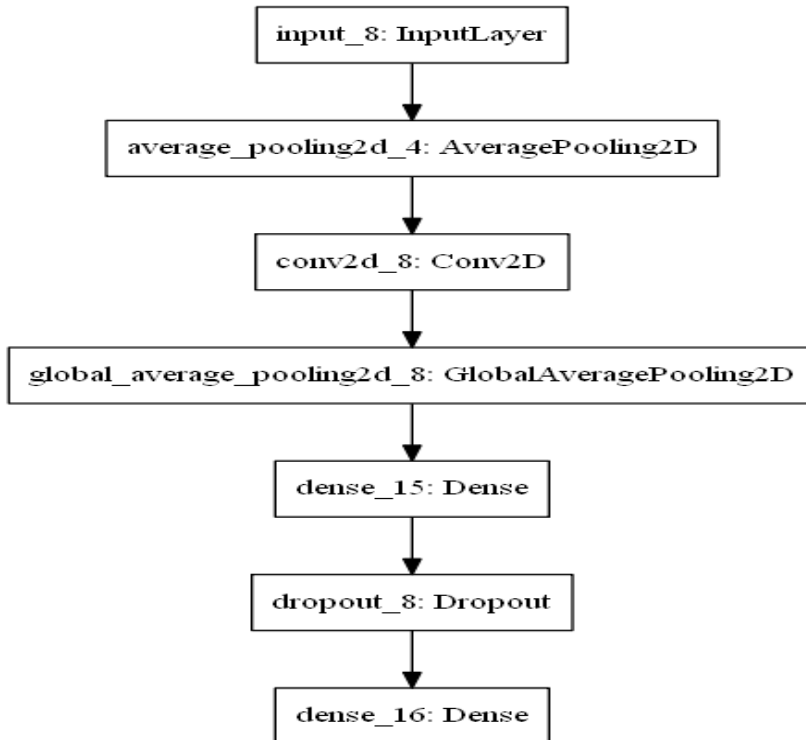 input_8: InputLayer
average_pooling2d_4: AveragePooling2D
conv2d_8: Conv2D
global_average_pooling2d_8: GlobalAveragePooling2D
dense_15: Dense
dropout_8: Dropout
dense_16: Dense